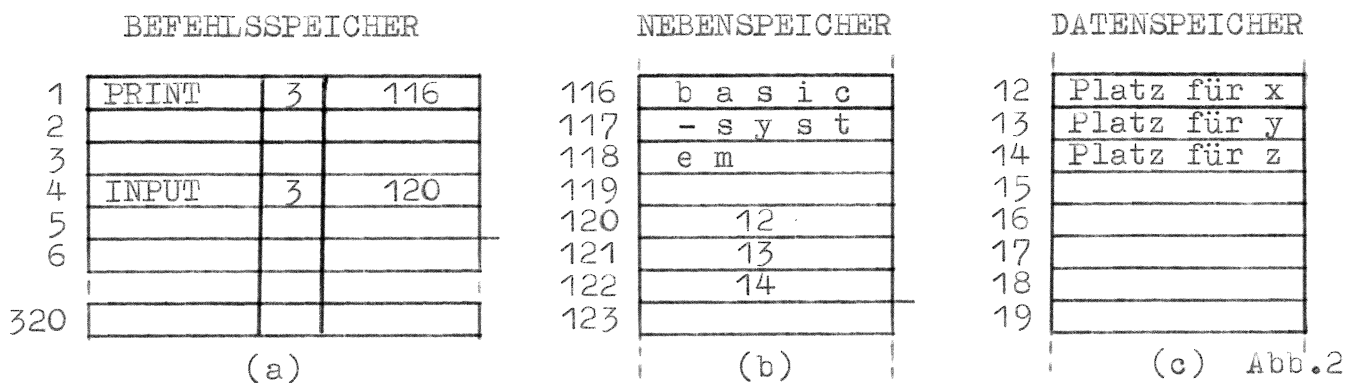 BEFEHLSSPEICHER NEBENSPEICHER DATENSPEICHER
1 PRINT 3 116 116 b a s i c 12 Platz für x
2 117 - s y s t 13 Platz für y
3 118 e m 14 Platz für z
4 INPUT 3 120 119 15
5 120 12 16
6 121 13 17
122 14 18
320 123 19
(a) (b) (c) Abb.2